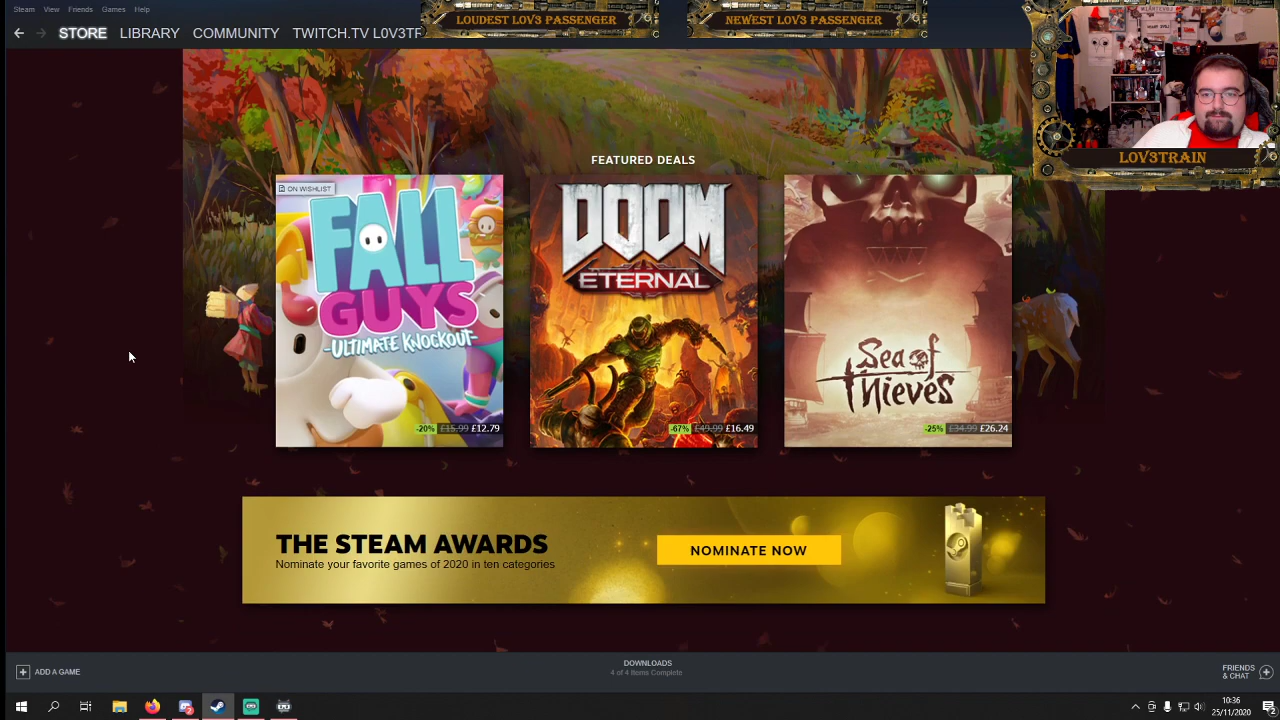 Steam View Friends Games Help
STORE LIBRARY COMMUNITY TWITCH.TV L0V3TR
LOUDEST LOV3 PASSENGER
NEWEST LOV3 PASSENGER
LOV3TRAIN
FEATURED DEALS
ON WISHLIST
FALL
GUYS
-ULTIMATE KNOCKOUT-
-20% £15.99 £12.79
DOOM
ETERNAL
-67% £49.99 £16.49
Sea of
Thieves
-25% £34.99 £26.24
THE STEAM AWARDS
Nominate your favorite games of 2020 in ten categories
NOMINATE NOW
ADD A GAME
DOWNLOADS
4 of 4 Items Complete
FRIENDS
& CHAT
10:36
25/11/2020
2